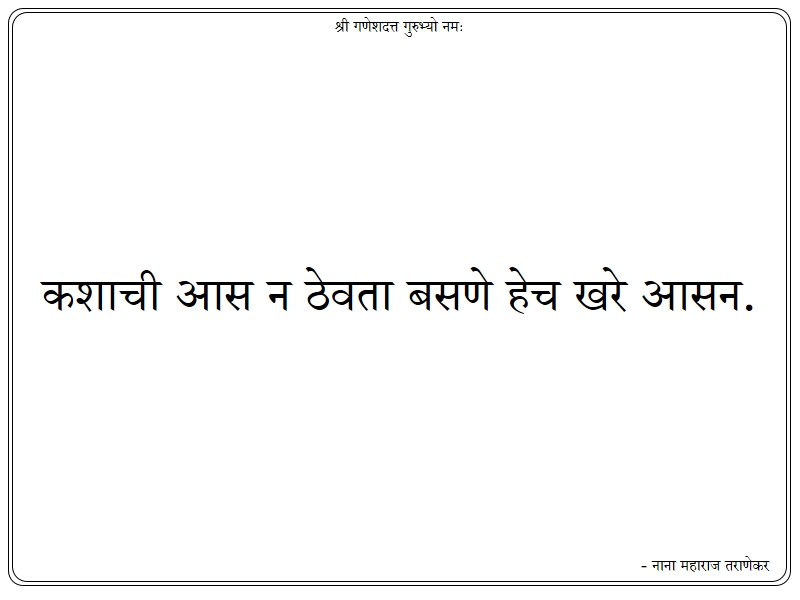 श्री गणेशदत्त गुरुभ्यो नमः
कशाची आस न ठेवता बसणे हेच खरे आसन.
- नाना महाराज तराणेकर